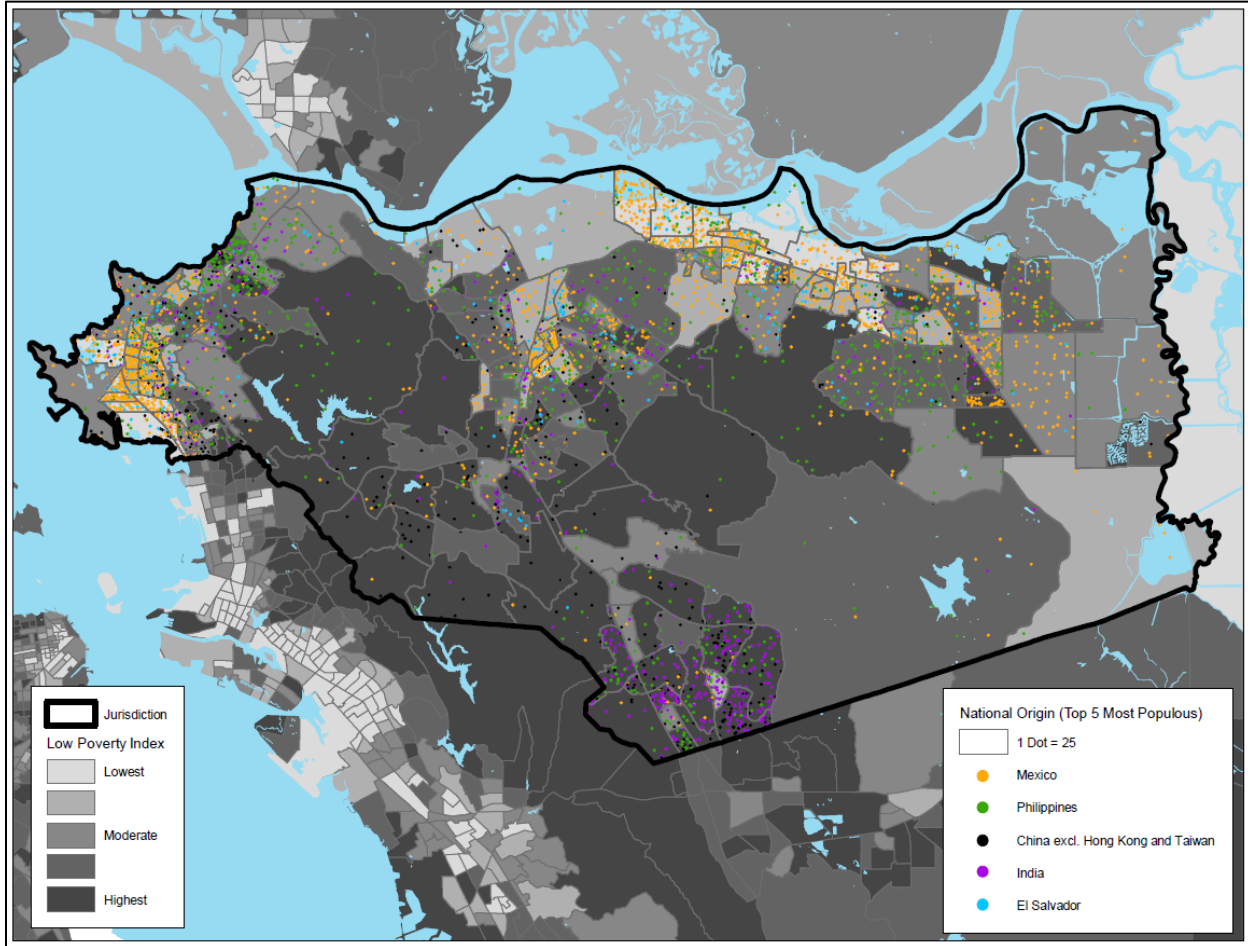 Jurisdiction
Low Poverty Index
Lowest
Moderate
Highest
National Origin (Top 5 Most Populous)
1 Dot = 25
Mexico
Philippines
China excl. Hong Kong and Taiwan
India
El Salvador